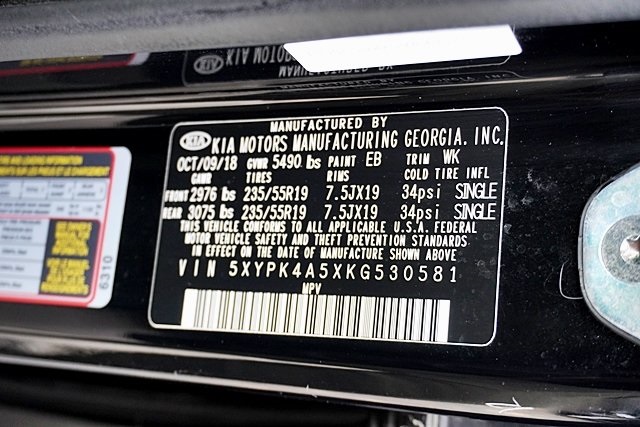 MANUFACTURED BY
KIA KIA MOTORS MANUFACTURING GEORGIA, INC.
OCT/09/18 GVWR 5490 lbs PAINT EB TRIM WK
GAWR TIRES RIMS COLD TIRE INFL
FRONT 2976 lbs 235/55R19 7.5JX19 34psi SINGLE
REAR 3075 lbs 235/55R19 7.5JX19 34psi SINGLE
THIS VEHICLE CONFORMS TO ALL APPLICABLE U.S.A. FEDERAL
MOTOR VEHICLE SAFETY AND THEFT PREVENTION STANDARDS
IN EFFECT ON THE DATE OF MANUFACTURE SHOWN ABOVE
VIN 5XYPK4A5XKG530581
MPV
6310